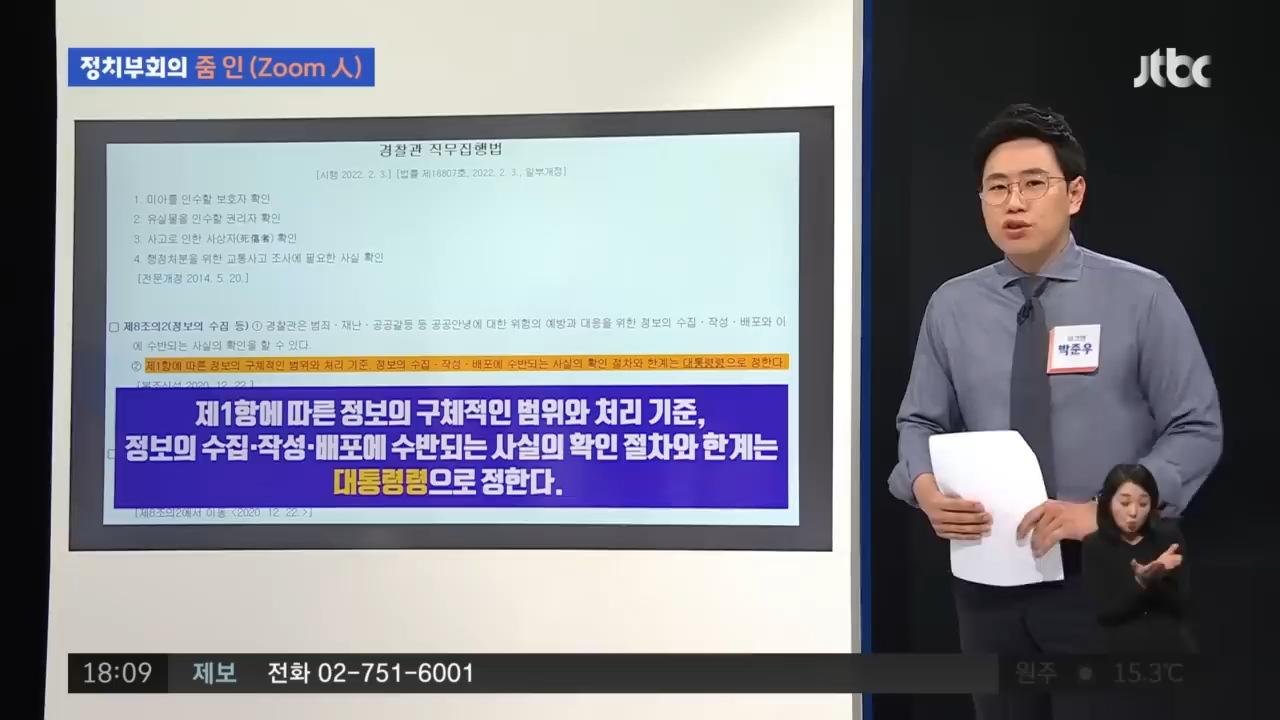 정치부회의 줌 인 (Zoom 人)
jtbc
경찰관 직무집행법
[시행 2022. 2. 3.] [법률 제18807호, 2022. 2. 3., 일부개정]
1. 미아를 인수할 보호자 확인
2. 유실물을 인수할 권리자 확인
3. 사고로 인한 사상자(死傷者) 확인
4. 행정처분을 위한 교통사고 조사에 필요한 사실 확인
[전문개정 2014. 5. 20.]
제8조의2(정보의 수집 등) ① 경찰관은 범죄ㆍ재난ㆍ공공갈등 등 공공안녕에 대한 위험의 예방과 대응을 위한 정보의 수집ㆍ작성ㆍ배포와 이
에 수반되는 사실의 확인을 할 수 있다.
② 제1항에 따른 정보의 구체적인 범위와 처리 기준, 정보의 수집ㆍ작성ㆍ배포에 수반되는 사실의 확인 절차와 한계는 대통령령으로 정한다.
[본조신설 2020. 12. 22.]
제1항에 따른 정보의 구체적인 범위와 처리 기준,
정보의 수집·작성·배포에 수반되는 사실의 확인 절차와 한계는
대통령령으로 정한다.
[제8조의2에서 이동 <2020. 12. 22.>]
박준우
18:09 제보 전화 02-751-6001
원주 15.3℃